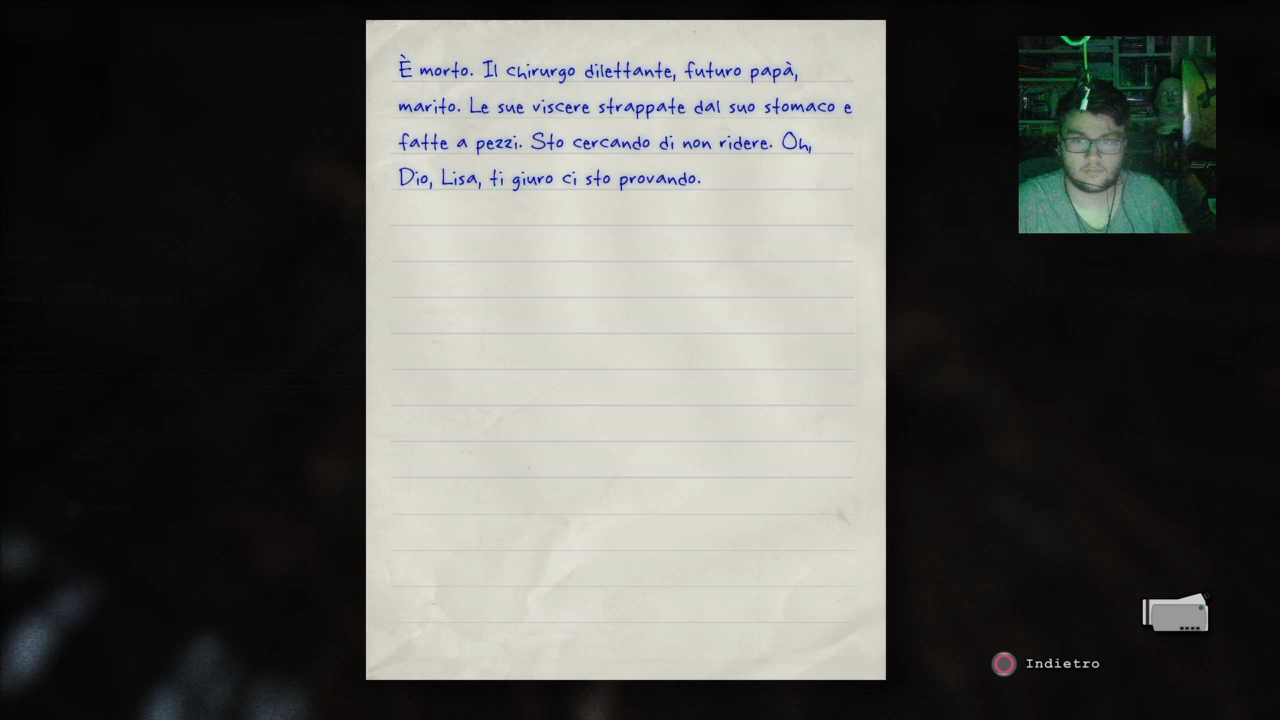 È morto. Il chirurgo dilettante, futuro papà,
marito. Le sue viscere strappate dal suo stomaco e
fatte a pezzi. Sto cercando di non ridere. Oh,
Dio, Lisa, ti giuro ci sto provando.
Indietro